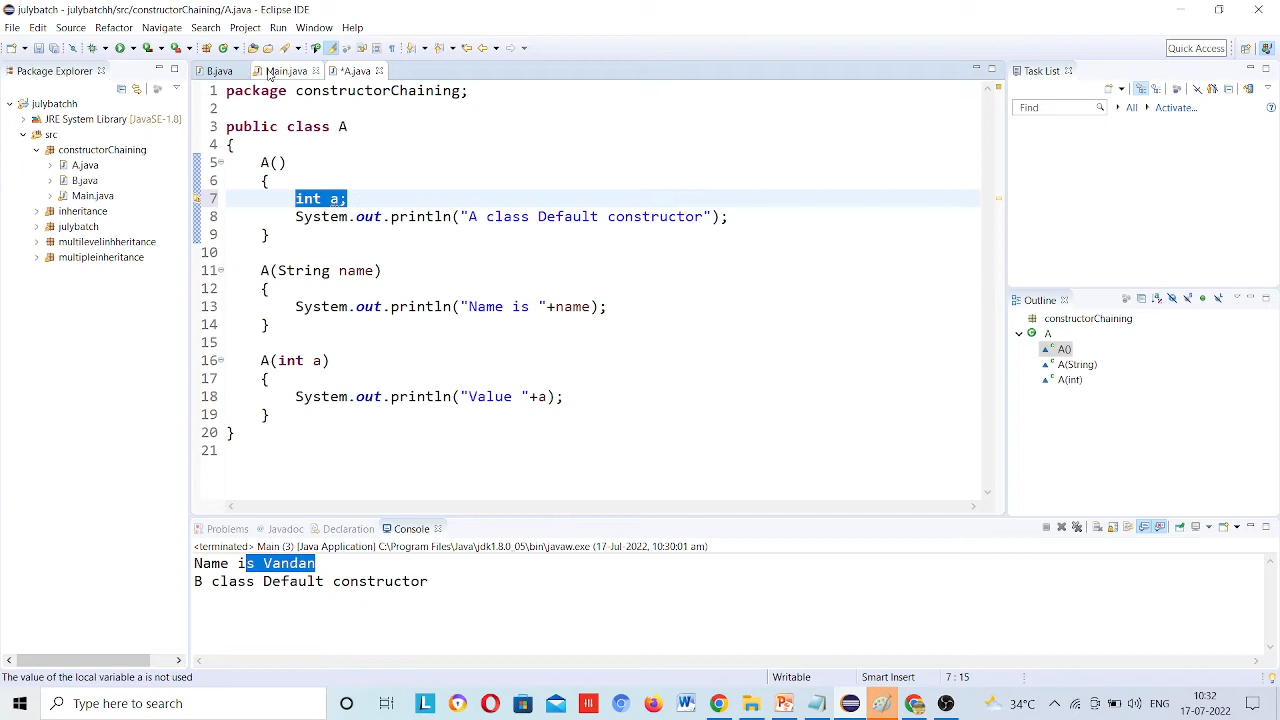 julybatch - julybatchh/src/constructorChaining/A.java - Eclipse IDE
File Edit Source Refactor Navigate Search Project Run Window Help
Quick Access
Package Explorer
B.java
Main.java
*A.java
Task List
julybatchh
JRE System Library [JavaSE-1.8]
src
constructorChaining
A.java
B.java
Main.java
inheritance
julybatch
multilevelinhheritance
multipleinheritance
1 package constructorChaining;
2
3 public class A
4 {
5 A()
6 {
7 int a;
8 System.out.println("A class Default constructor");
9 }
10
11 A(String name)
12 {
13 System.out.println("Name is "+name);
14 }
15
16 A(int a)
17 {
18 System.out.println("Value "+a);
19 }
20 }
21
Find
All
Activate...
Outline
constructorChaining
A
A()
A(String)
A(int)
Problems
Javadoc
Declaration
Console
<terminated> Main (3) [Java Application] C:\Program Files\Java\jdk1.8.0_05\bin\javaw.exe (17-Jul-2022, 10:30:01 am)
Name is Vandan
B class Default constructor
The value of the local variable a is not used
Writable
Smart Insert
7 : 15
Type here to search
34°C
ENG
10:32
17-07-2022